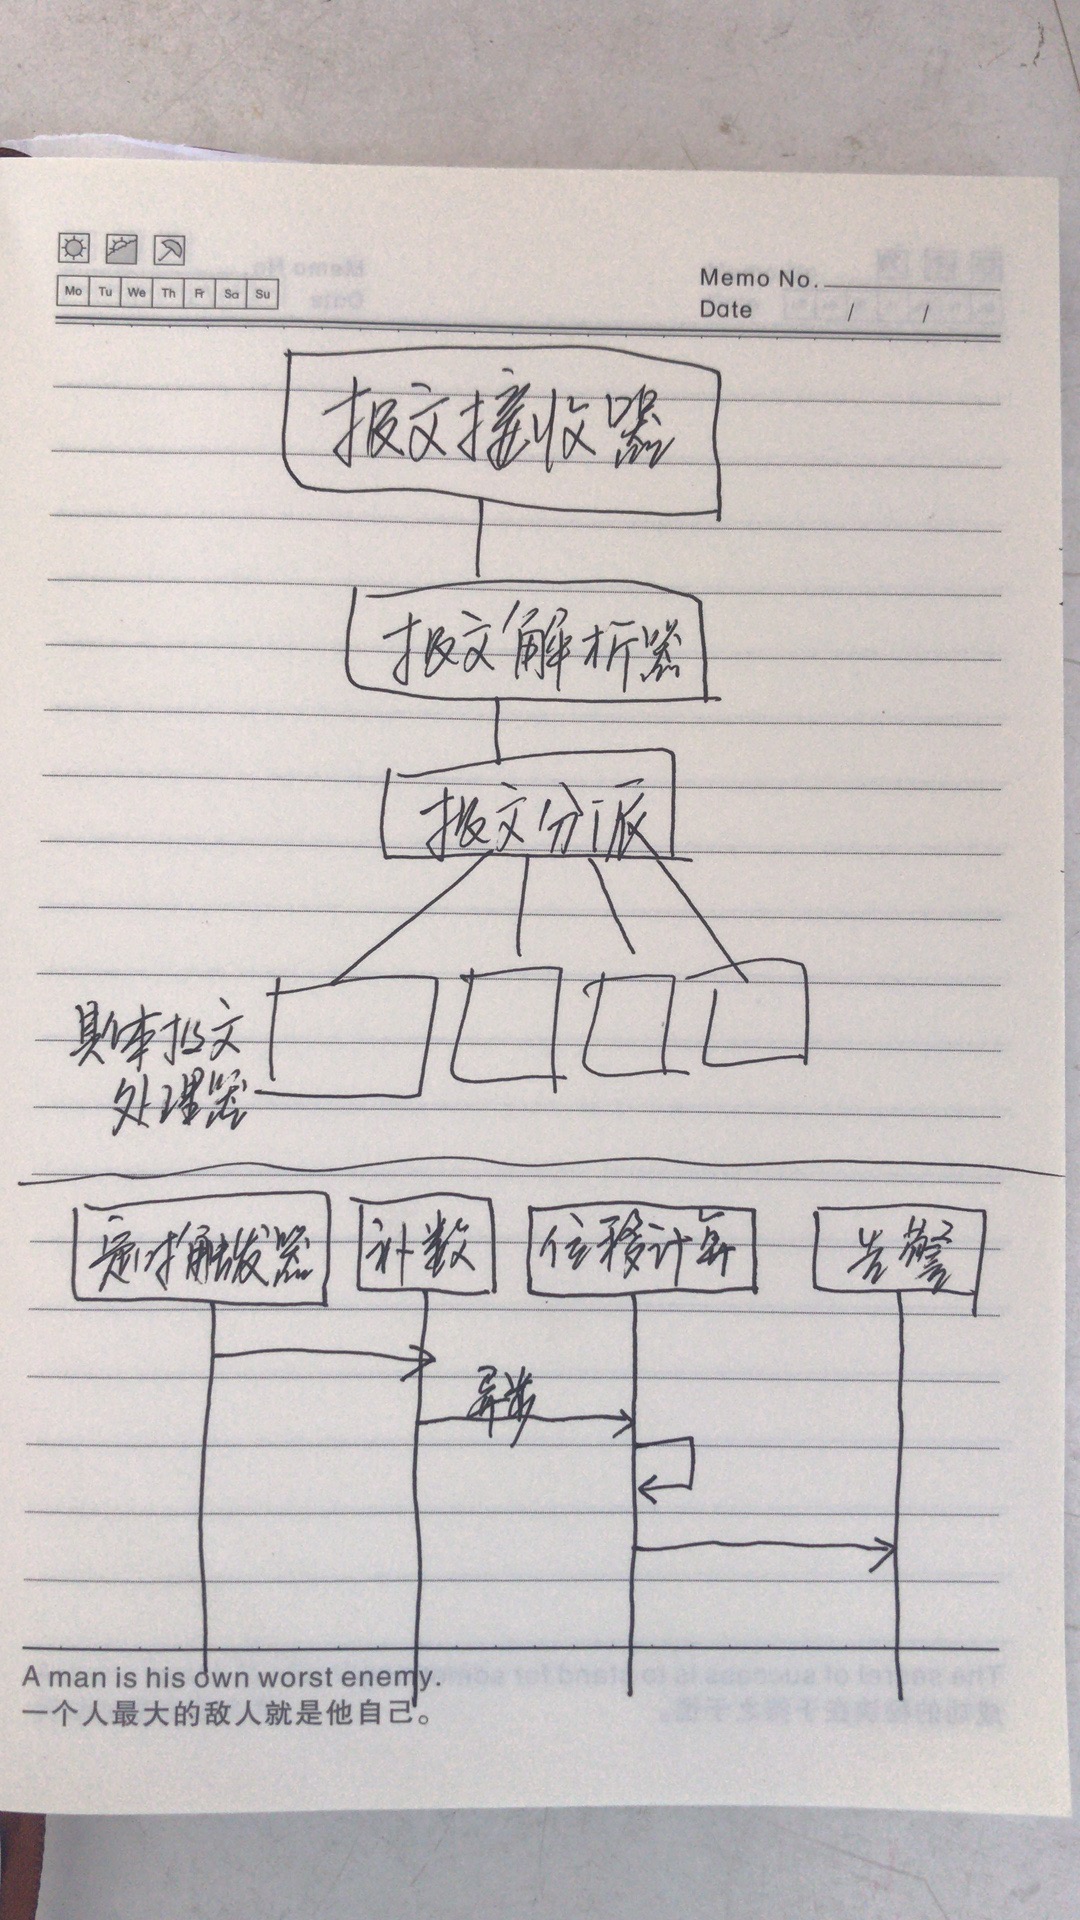 Memo No.
Mo Tu We Th Fr Sa Su
Date / /
报文接收器
报文解析器
报文分派
具体报文
处理器
定时触发器 补数 位移计算 告警
异步
A man is his own worst enemy.
一个人最大的敌人就是他自己。